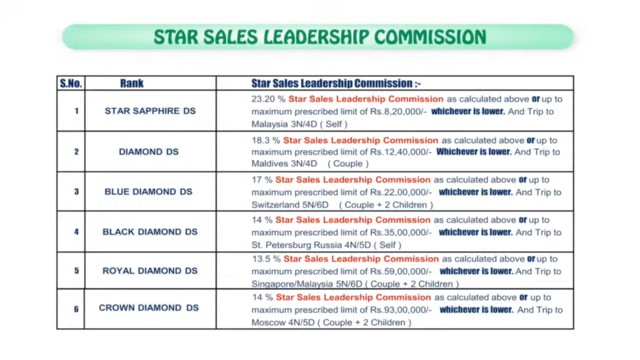 STAR SALES LEADERSHIP COMMISSION
S.No. Rank Star Sales Leadership Commission :-
1 STAR SAPPHIRE DS 23.20 % Star Sales Leadership Commission as calculated above or up to
maximum prescribed limit of Rs.8,20,000/- whichever is lower. And Trip to
Malaysia 3N/4D ( Self )
2 DIAMOND DS 18.3 % Star Sales Leadership Commission as calculated above or up to
maximum prescribed limit of Rs.12,40,000/- Whichever is lower. And Trip to
Maldives 3N/4D ( Couple )
3 BLUE DIAMOND DS 17 % Star Sales Leadership Commission as calculated above or up to
maximum prescribed limit of Rs.22,00,000/- whichever is lower. And Trip to
Switzerland 5N/6D ( Couple + 2 Children )
4 BLACK DIAMOND DS 14 % Star Sales Leadership Commission as calculated above or up to
maximum prescribed limit of Rs.35,00,000/- whichever is lower. And Trip to
St. Petersburg Russia 4N/5D ( Self )
5 ROYAL DIAMOND DS 13.5 % Star Sales Leadership Commission as calculated above or up to
maximum prescribed limit of Rs.59,00,000/- whichever is lower. And Trip to
Singapore/Malaysia 5N/6D ( Couple + 2 Children )
6 CROWN DIAMOND DS 14 % Star Sales Leadership Commission as calculated above or up to
maximum prescribed limit of Rs.93,00,000/- whichever is lower. And Trip to
Moscow 4N/5D ( Couple + 2 Children )